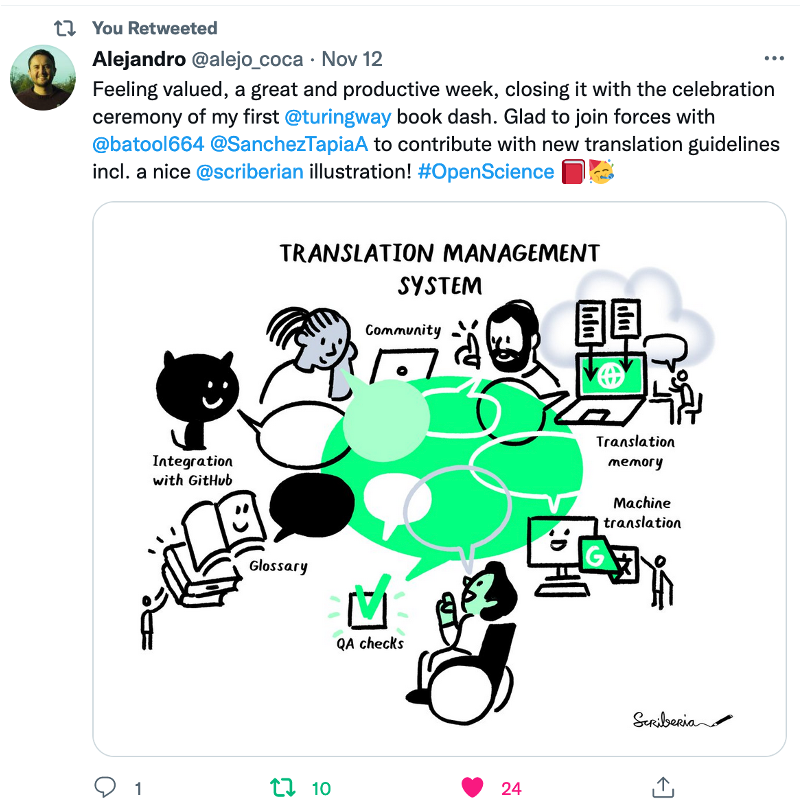 You Retweeted
Alejandro @alejo_coca · Nov 12
Feeling valued, a great and productive week, closing it with the celebration
ceremony of my first @turingway book dash. Glad to join forces with
@batool664 @SanchezTapiaA to contribute with new translation guidelines
incl. a nice @scriberian illustration! #OpenScience 📕🥳
TRANSLATION MANAGEMENT
SYSTEM
Community
Translation
memory
Integration
with GitHub
Machine
translation
G 文
Glossary
QA checks
Scriberia
1 10 24